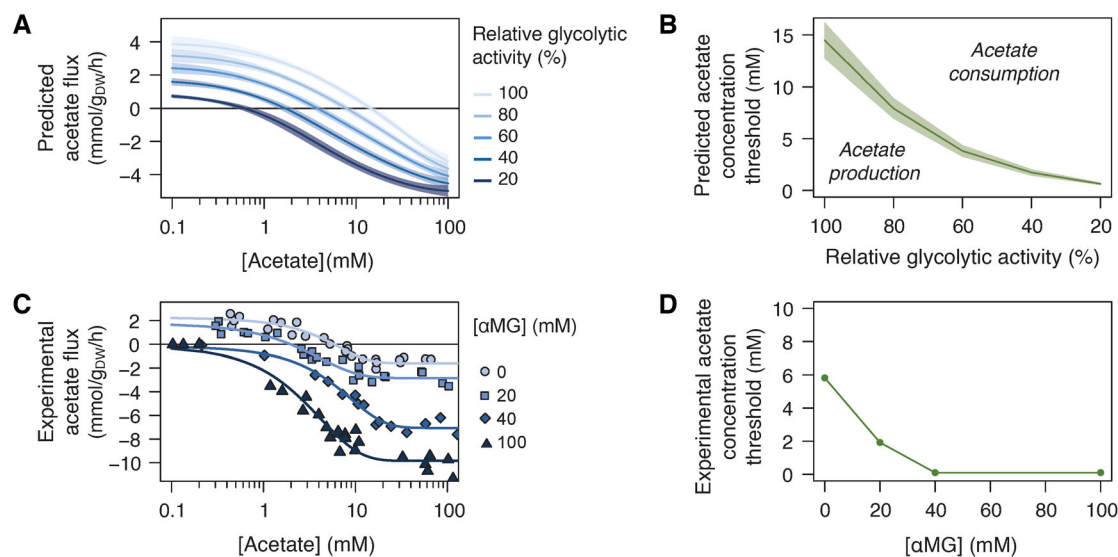 A
Predicted
acetate flux
(mmol/gDW/h)
4
2
0
−2
−4
0.1
1
10
100
[Acetate](mM)
Relative glycolytic
activity (%)
100
80
60
40
20
B
Predicted acetate
concentration
threshold (mM)
15
10
5
0
Acetate
consumption
Acetate
production
100
80
60
40
20
Relative glycolytic activity (%)
C
Experimental
acetate flux
(mmol/gDW/h)
2
0
−2
−4
−6
−8
−10
0.1
1
10
100
[Acetate] (mM)
[αMG] (mM)
0
20
40
100
D
Experimental acetate
concentration
threshold (mM)
10
8
6
4
2
0
0
20
40
60
80
100
[αMG] (mM)